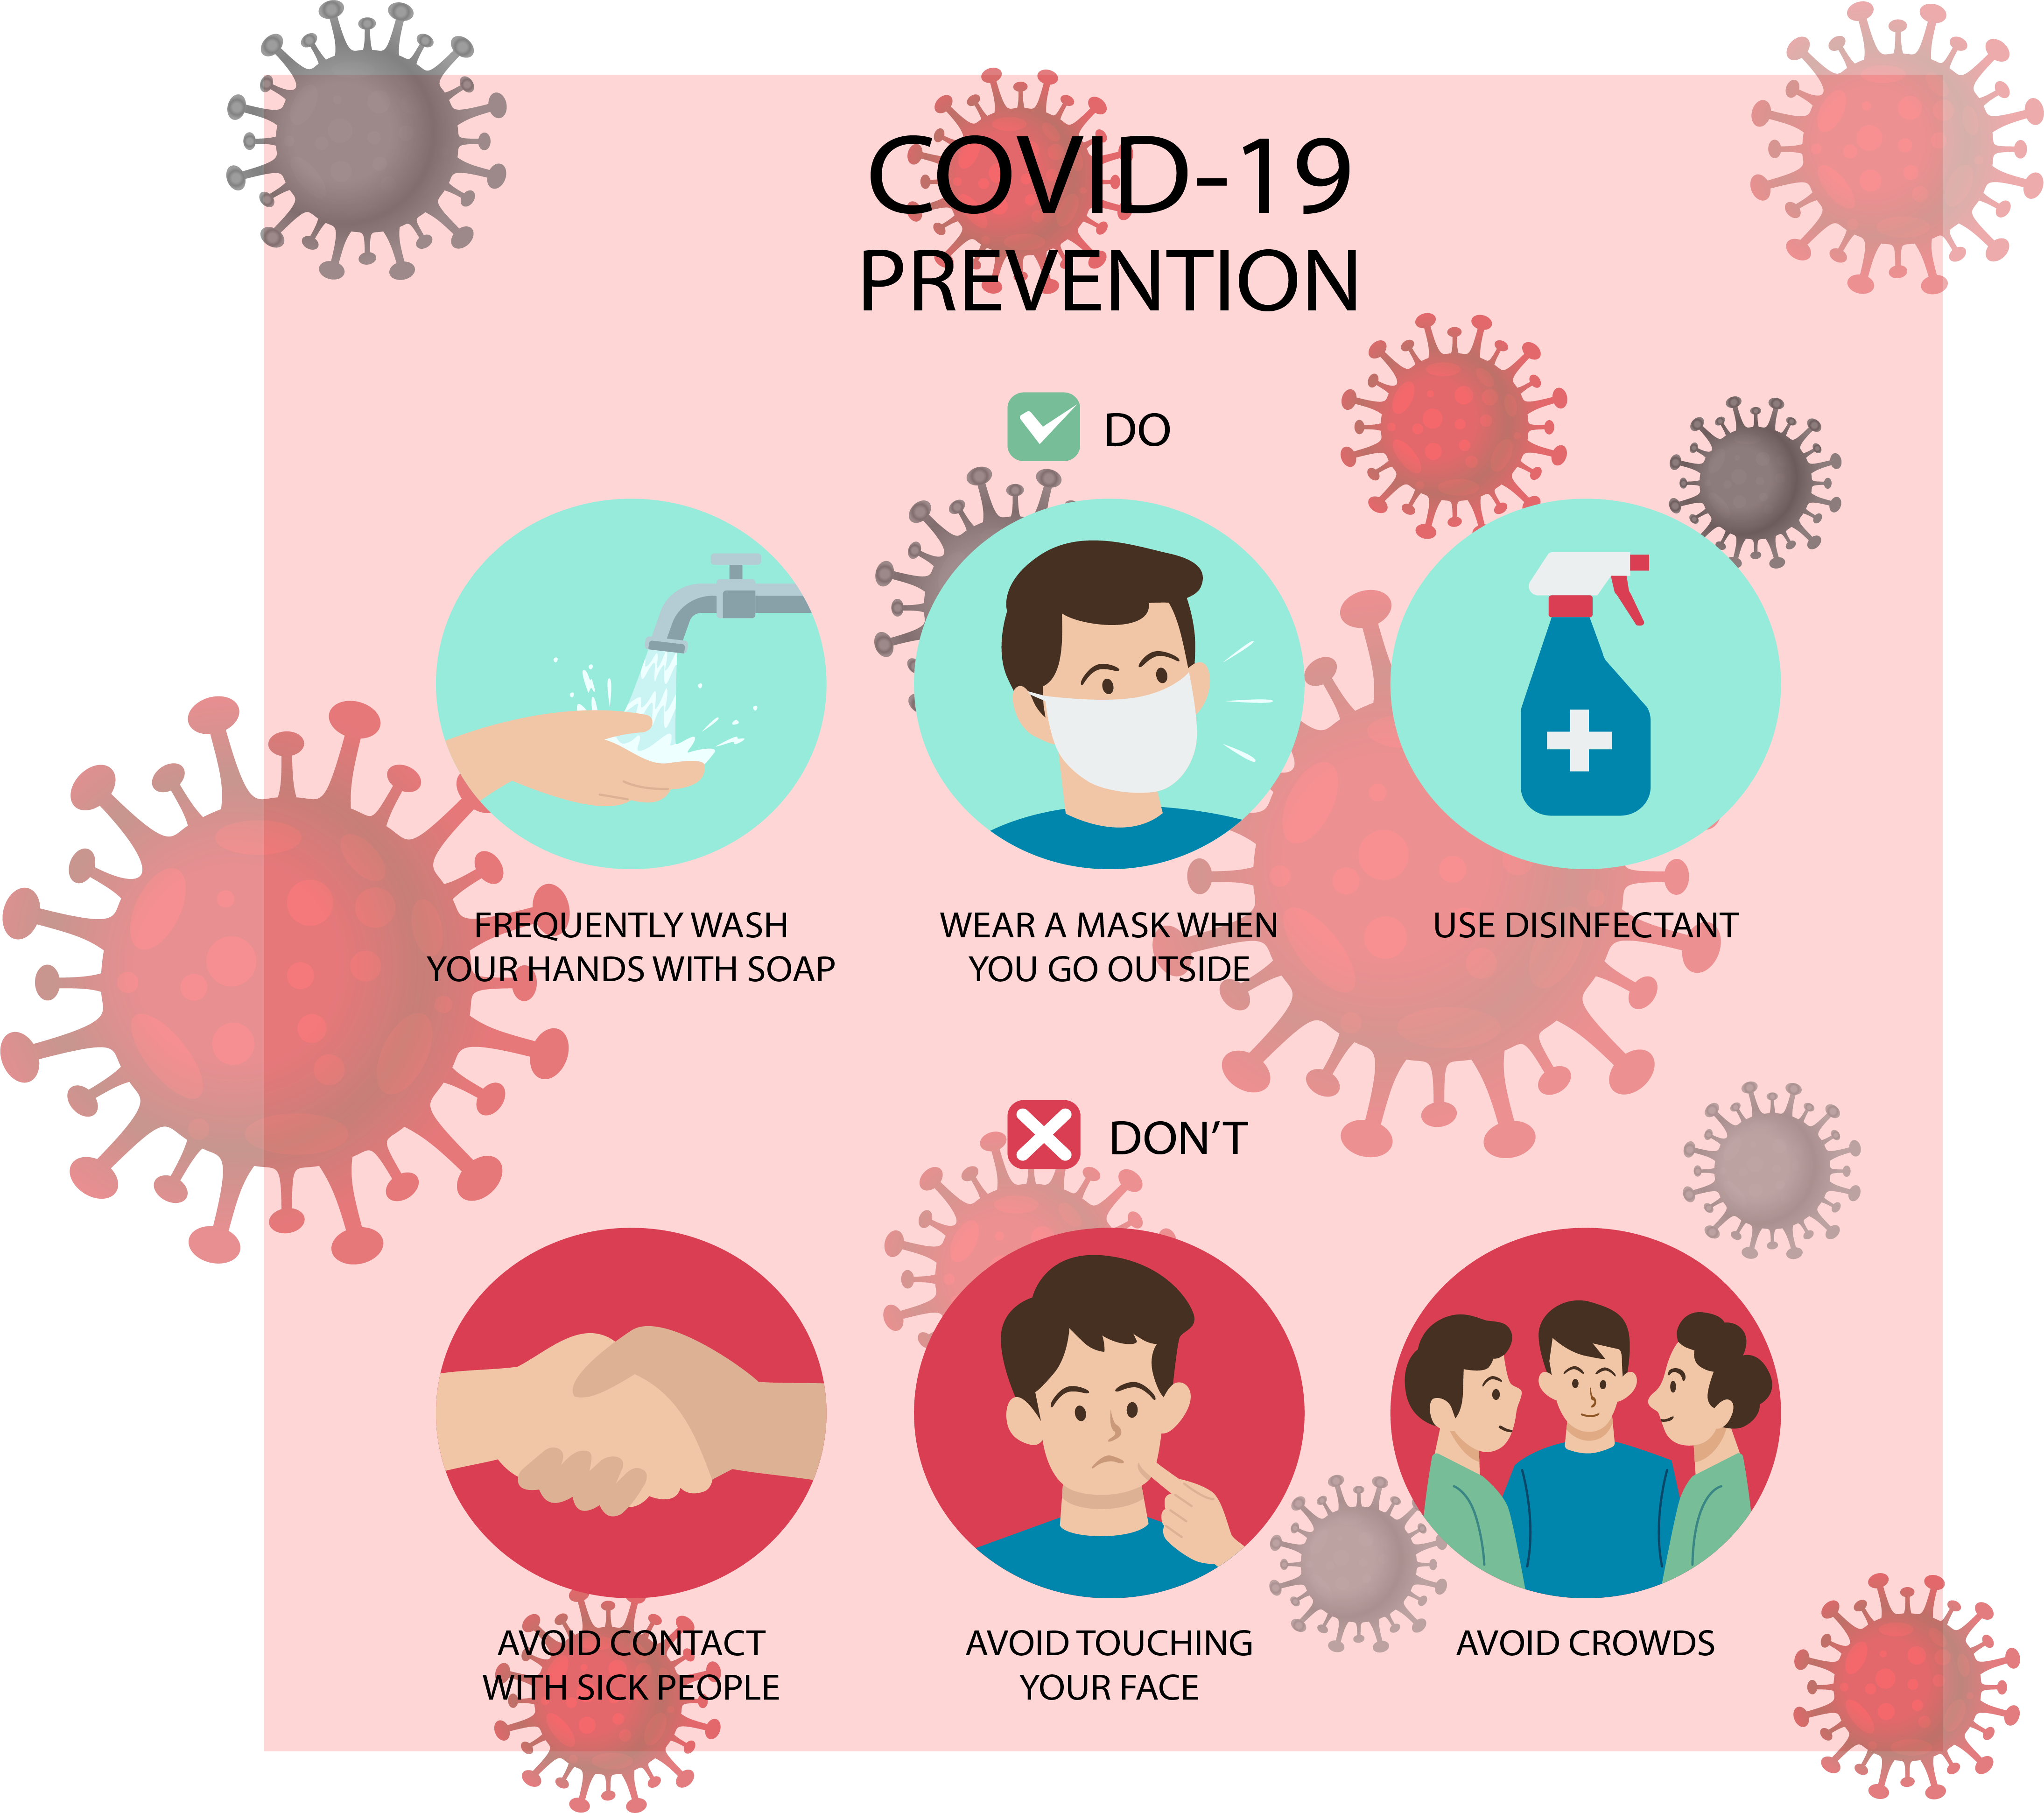 COVID-19
PREVENTION
DO
FREQUENTLY WASH
YOUR HANDS WITH SOAP
WEAR A MASK WHEN
YOU GO OUTSIDE
USE DISINFECTANT
DON'T
AVOID CONTACT
WITH SICK PEOPLE
AVOID TOUCHING
YOUR FACE
AVOID CROWDS